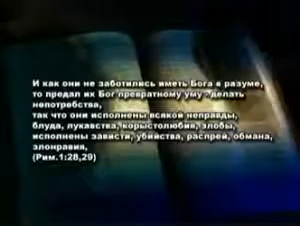 И как они не заботились иметь Бога в разуме,
то предал их Бог превратному уму - делать
непотребства,
так что они исполнены всякой неправды,
блуда, лукавства, корыстолюбия, злобы,
исполнены зависти, убийства, распрей, обмана,
злонравия,
(Рим.1:28,29)